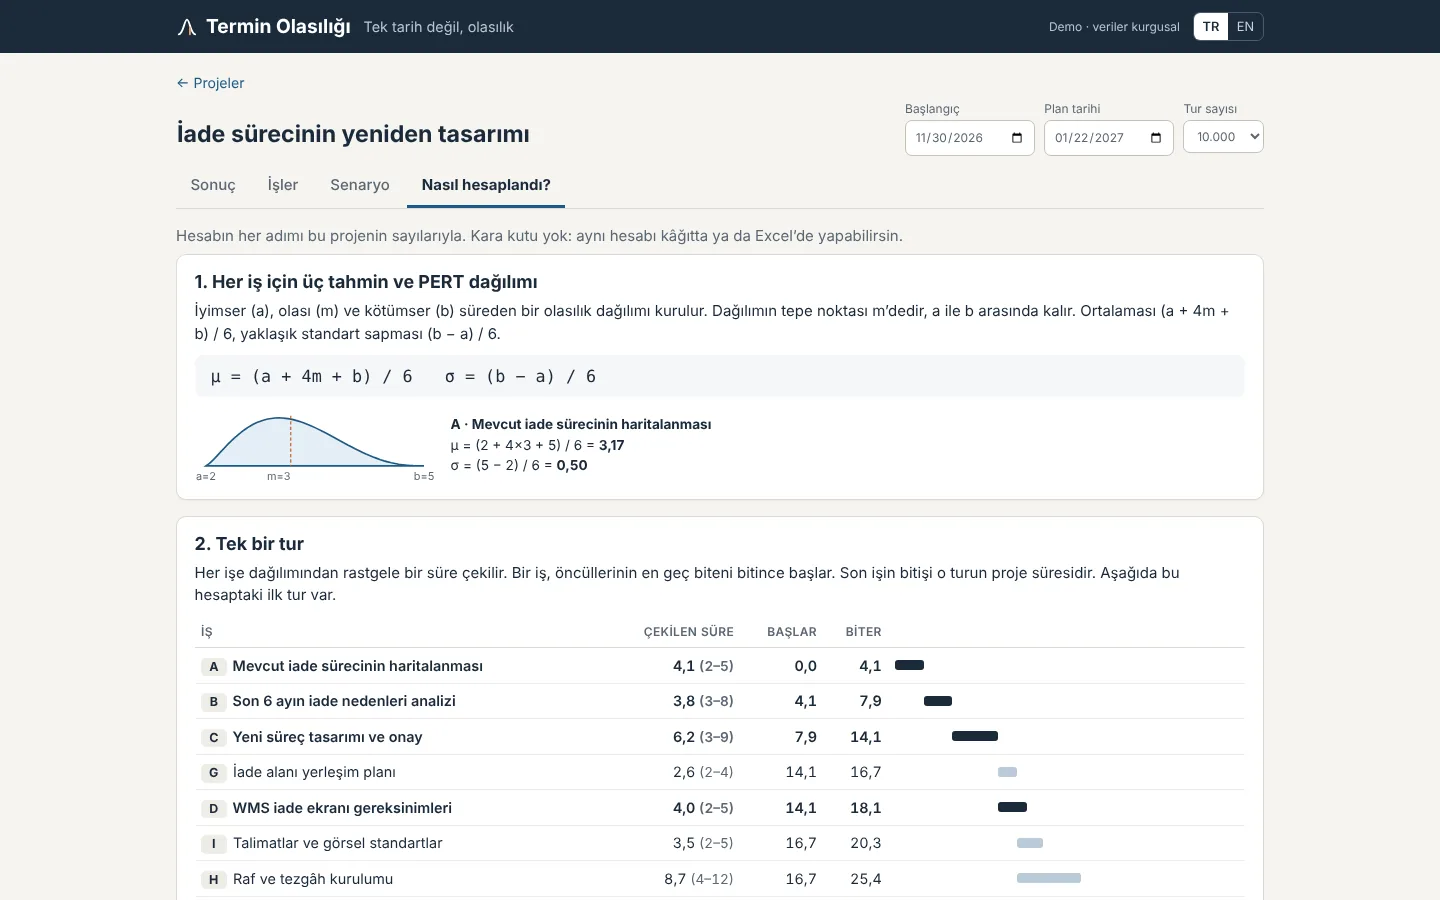 Termin Olasılığı Tek tarih değil, olasılık Demo · veriler kurgusal TR EN
← Projeler
Başlangıç Plan tarihi Tur sayısı
İade sürecinin yeniden tasarımı 11/30/2026 01/22/2027 10.000
Sonuç İşler Senaryo Nasıl hesaplandı?
Hesabın her adımı bu projenin sayılarıyla. Kara kutu yok: aynı hesabı kâğıtta ya da Excel’de yapabilirsin.
1. Her iş için üç tahmin ve PERT dağılımı
İyimser (a), olası (m) ve kötümser (b) süreden bir olasılık dağılımı kurulur. Dağılımın tepe noktası m’dedir, a ile b arasında kalır. Ortalaması (a + 4m +
b) / 6, yaklaşık standart sapması (b − a) / 6.
μ = (a + 4m + b) / 6 σ = (b − a) / 6
A · Mevcut iade sürecinin haritalanması
μ = (2 + 4×3 + 5) / 6 = 3,17
σ = (5 − 2) / 6 = 0,50
a=2 m=3 b=5
2. Tek bir tur
Her işe dağılımından rastgele bir süre çekilir. Bir iş, öncüllerinin en geç biteni bitince başlar. Son işin bitişi o turun proje süresidir. Aşağıda bu
hesaptaki ilk tur var.
İŞ ÇEKİLEN SÜRE BAŞLAR BİTER
A Mevcut iade sürecinin haritalanması 4,1 (2–5) 0,0 4,1
B Son 6 ayın iade nedenleri analizi 3,8 (3–8) 4,1 7,9
C Yeni süreç tasarımı ve onay 6,2 (3–9) 7,9 14,1
G İade alanı yerleşim planı 2,6 (2–4) 14,1 16,7
D WMS iade ekranı gereksinimleri 4,0 (2–5) 14,1 18,1
I Talimatlar ve görsel standartlar 3,5 (2–5) 16,7 20,3
H Raf ve tezgâh kurulumu 8,7 (4–12) 16,7 25,4